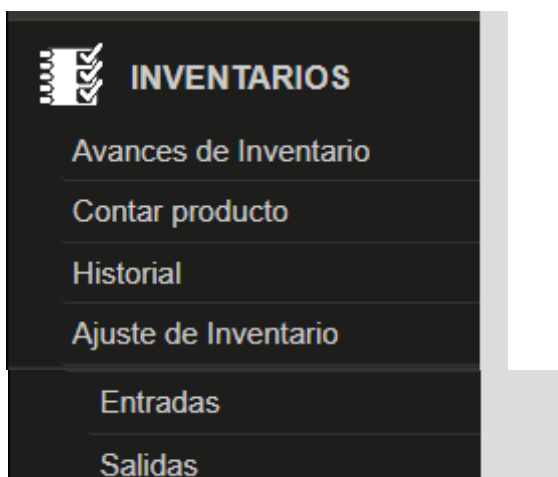 INVENTARIOS
Avances de Inventario
Contar producto
Historial
Ajuste de Inventario
Entradas
Salidas